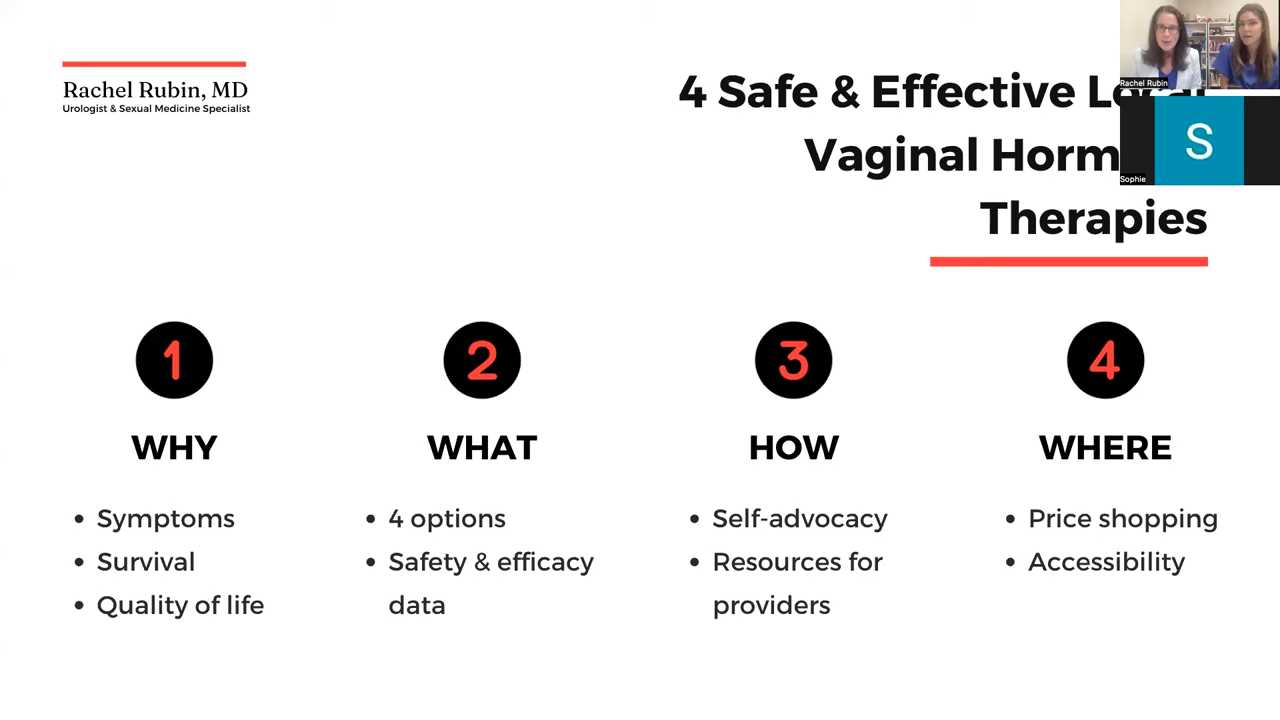 Rachel Rubin, MD
Urologist & Sexual Medicine Specialist
4 Safe & Effective Local
Vaginal Horm
Therapies
Rachel Rubin
S
Sophie
1
WHY
Symptoms
Survival
Quality of life
2
WHAT
4 options
Safety & efficacy
data
3
HOW
Self-advocacy
Resources for
providers
4
WHERE
Price shopping
Accessibility